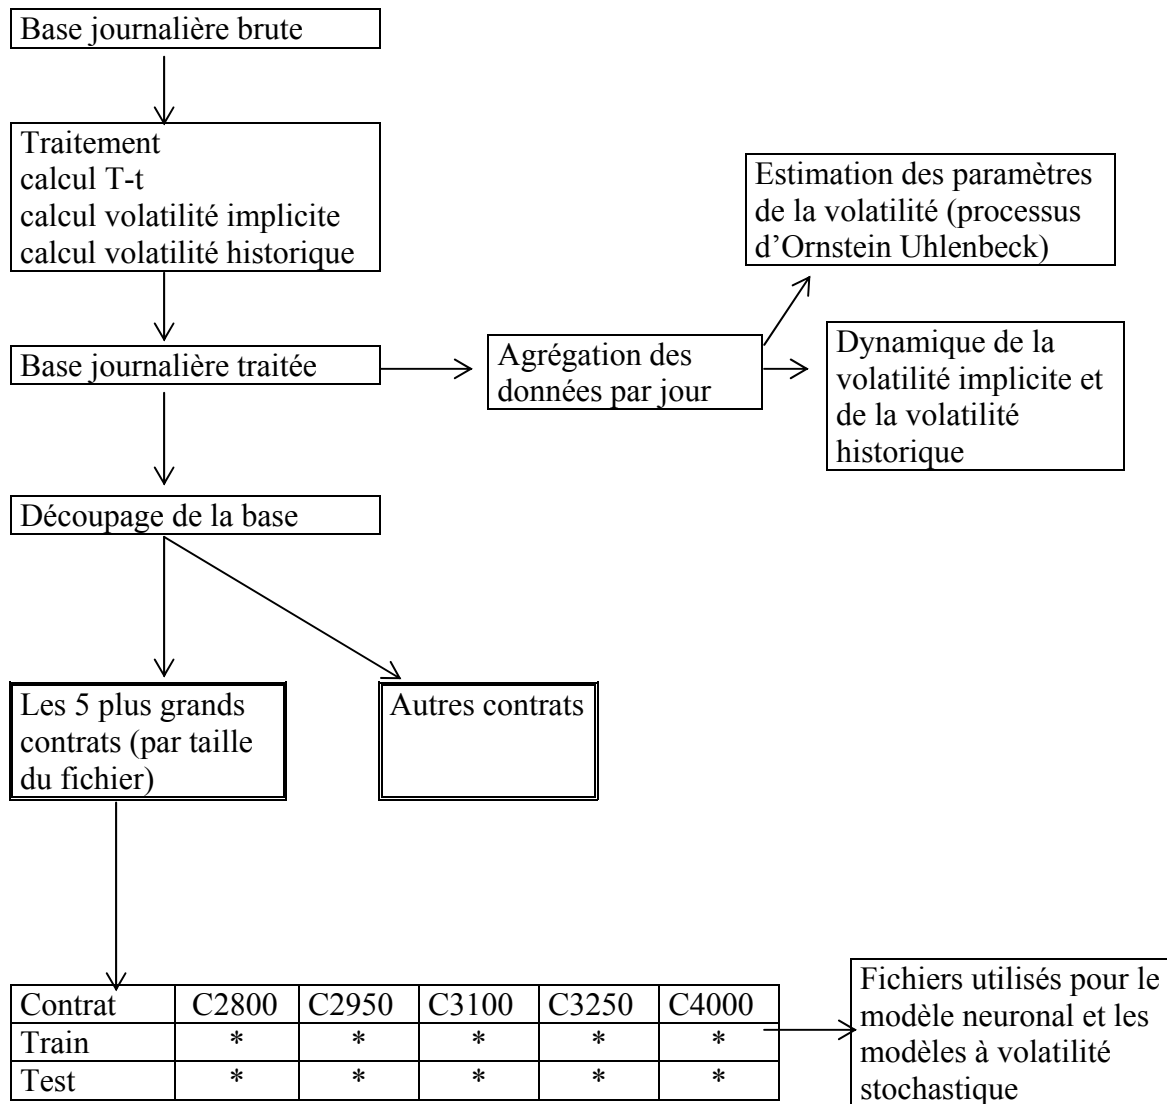 Base journalière brute
Traitement
calcul T-t
calcul volatilité implicite
calcul volatilité historique
Estimation des paramètres
de la volatilité (processus
d’Ornstein Uhlenbeck)
Base journalière traitée
Agrégation des
données par jour
Dynamique de la
volatilité implicite et
de la volatilité
historique
Découpage de la base
Les 5 plus grands
contrats (par taille
du fichier)
Autres contrats
Contrat C2800 C2950 C3100 C3250 C4000
Train * * * * *
Test * * * * *
Fichiers utilisés pour le
modèle neuronal et les
modèles à volatilité
stochastique